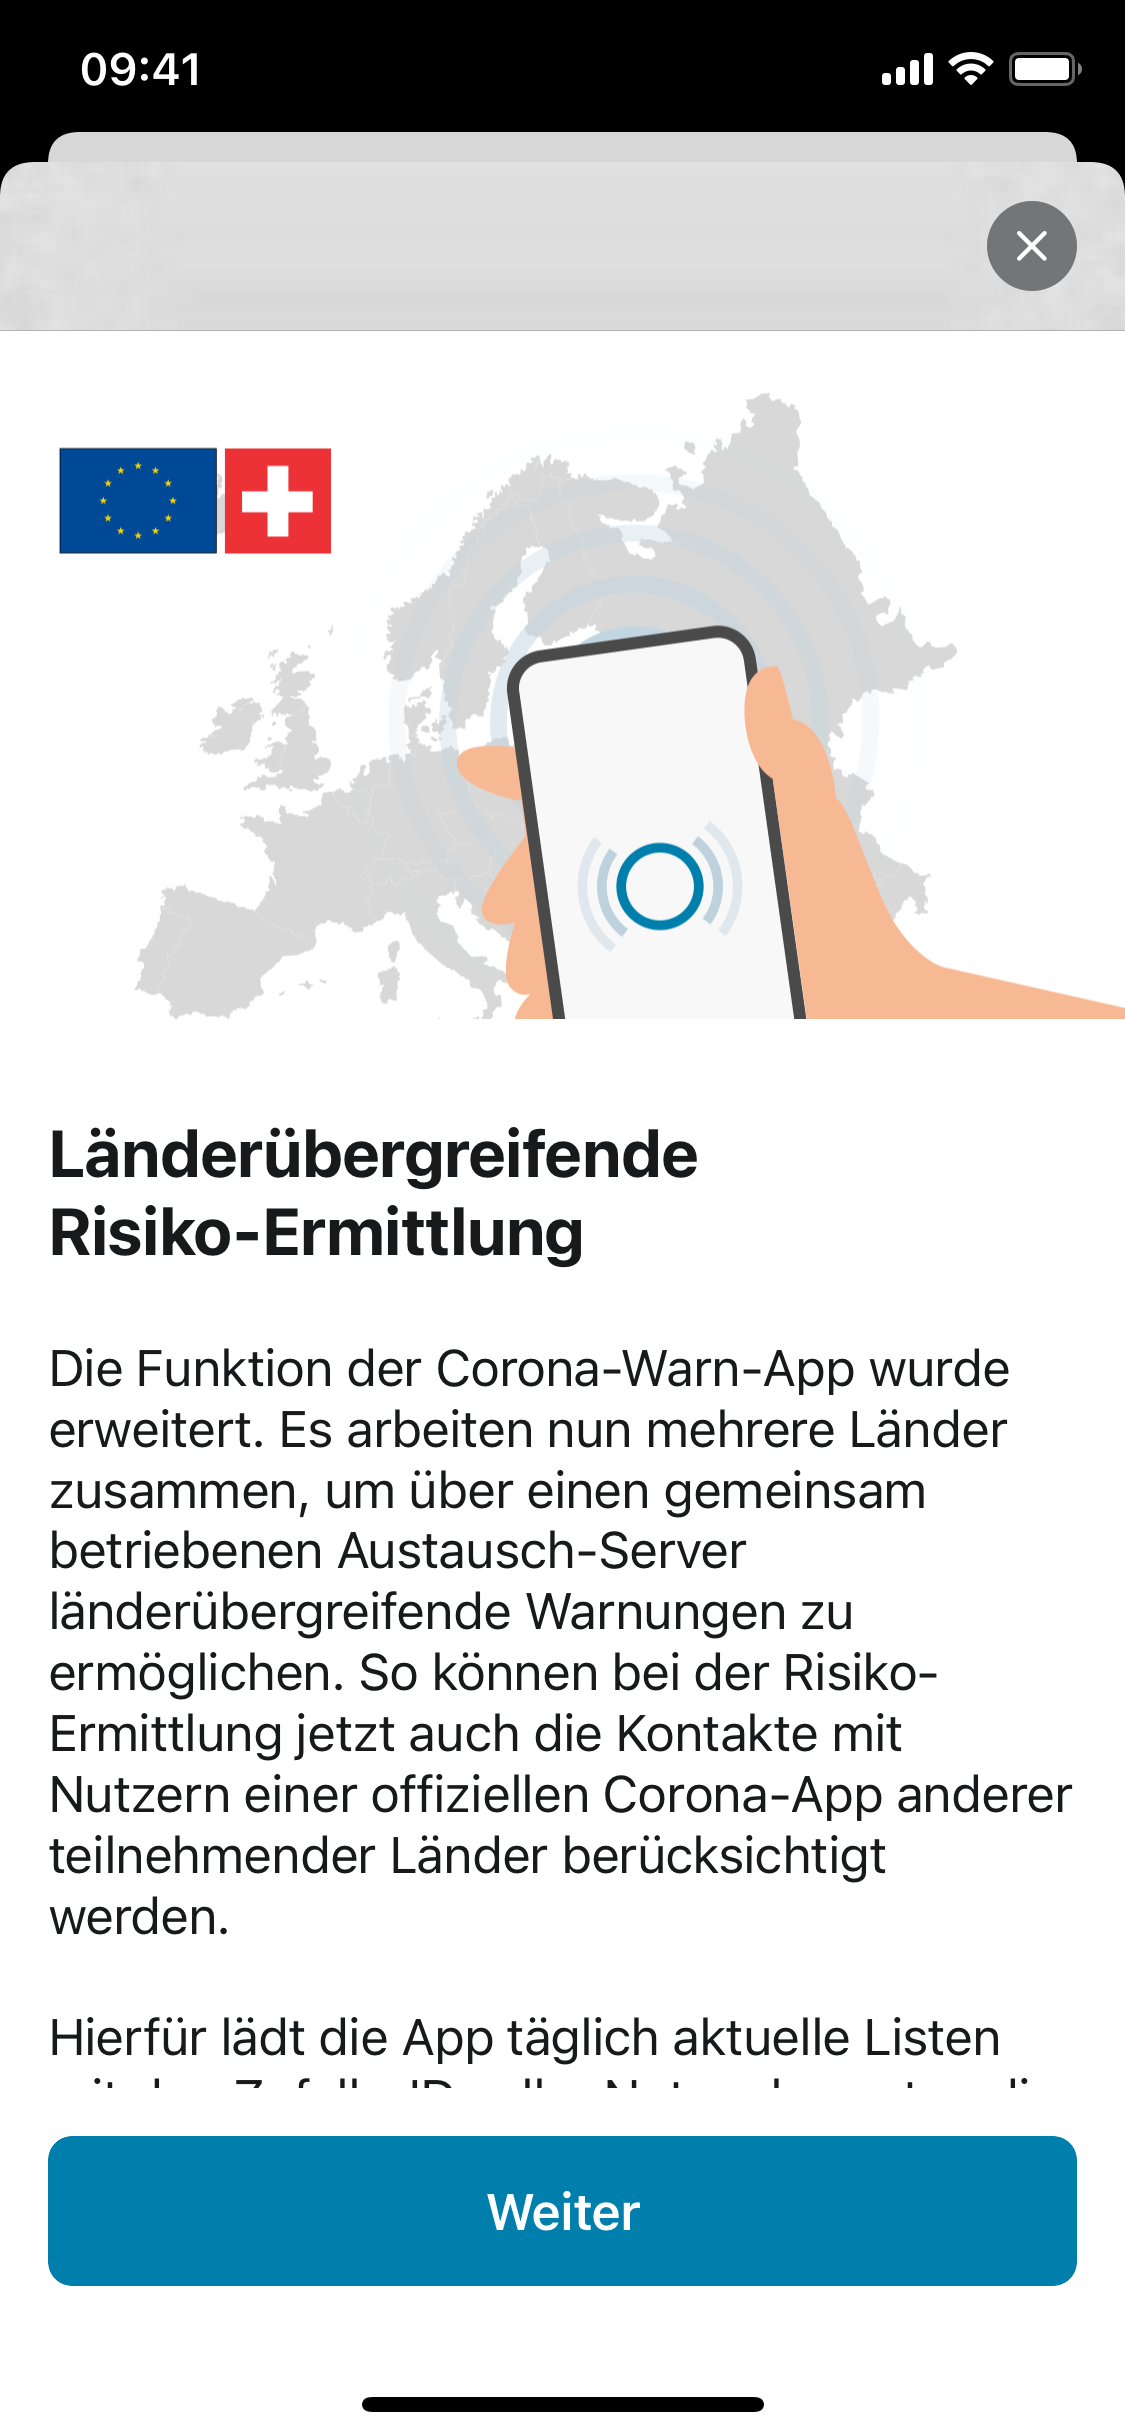 09:41
Länderübergreifende
Risiko-Ermittlung
Die Funktion der Corona-Warn-App wurde
erweitert. Es arbeiten nun mehrere Länder
zusammen, um über einen gemeinsam
betriebenen Austausch-Server
länderübergreifende Warnungen zu
ermöglichen. So können bei der Risiko-
Ermittlung jetzt auch die Kontakte mit
Nutzern einer offiziellen Corona-App anderer
teilnehmender Länder berücksichtigt
werden.
Hierfür lädt die App täglich aktuelle Listen
Weiter